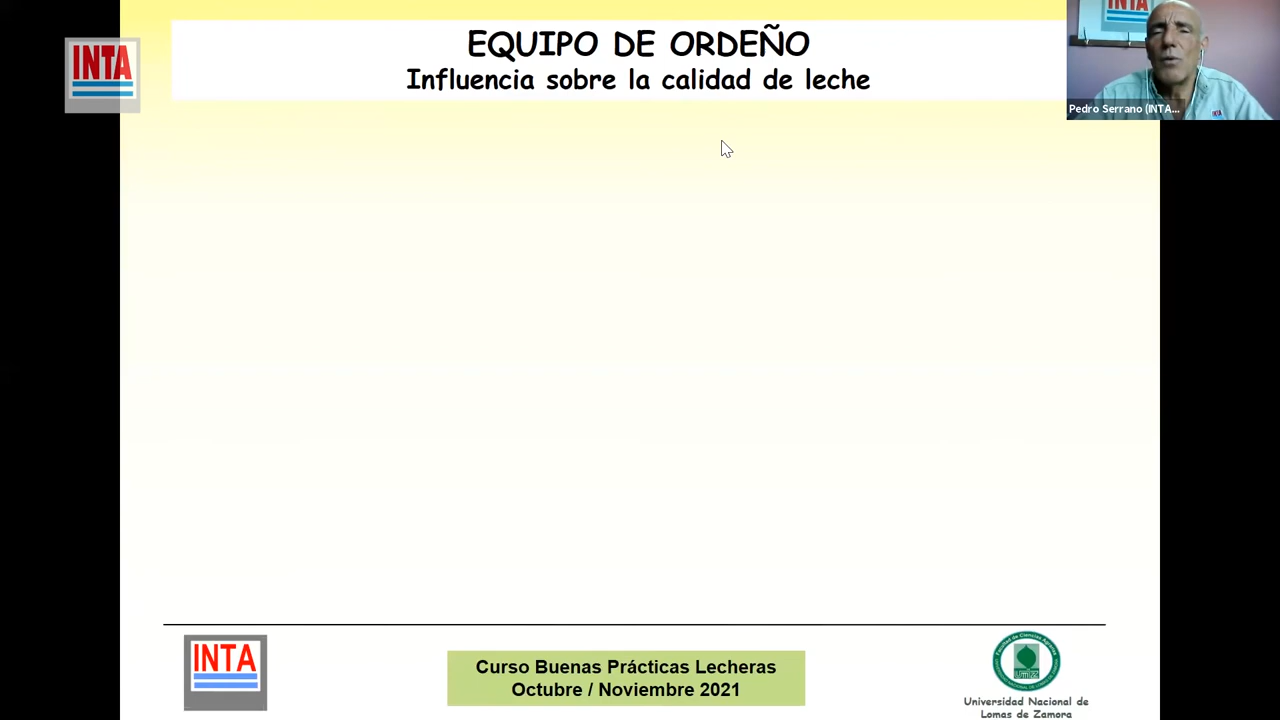 EQUIPO DE ORDEÑO
Influencia sobre la calidad de leche
INTA
INTA
Pedro Serrano (INTA...
INTA
Curso Buenas Prácticas Lecheras
Octubre / Noviembre 2021
Universidad Nacional de
Lomas de Zamora